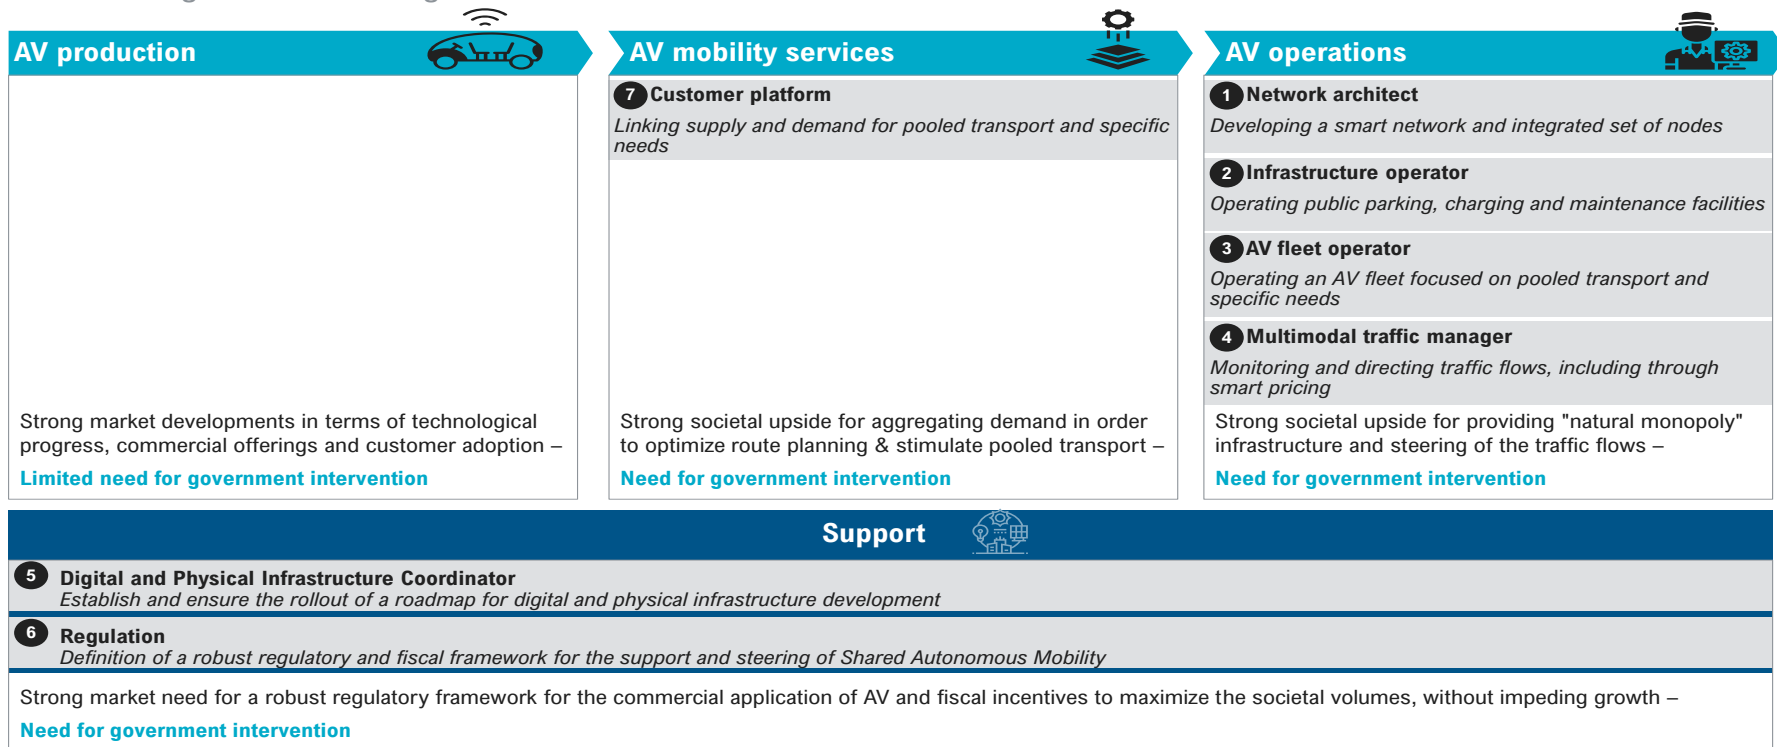 AV production
Strong market developments in terms of technological
progress, commercial offerings and customer adoption –
Limited need for government intervention
AV mobility services
7 Customer platform
Linking supply and demand for pooled transport and specific
needs
Strong societal upside for aggregating demand in order
to optimize route planning & stimulate pooled transport –
Need for government intervention
AV operations
1 Network architect
Developing a smart network and integrated set of nodes
2 Infrastructure operator
Operating public parking, charging and maintenance facilities
3 AV fleet operator
Operating an AV fleet focused on pooled transport and
specific needs
4 Multimodal traffic manager
Monitoring and directing traffic flows, including through
smart pricing
Strong societal upside for providing "natural monopoly"
infrastructure and steering of the traffic flows –
Need for government intervention
Support
5 Digital and Physical Infrastructure Coordinator
Establish and ensure the rollout of a roadmap for digital and physical infrastructure development
6 Regulation
Definition of a robust regulatory and fiscal framework for the support and steering of Shared Autonomous Mobility
Strong market need for a robust regulatory framework for the commercial application of AV and fiscal incentives to maximize the societal volumes, without impeding growth –
Need for government intervention